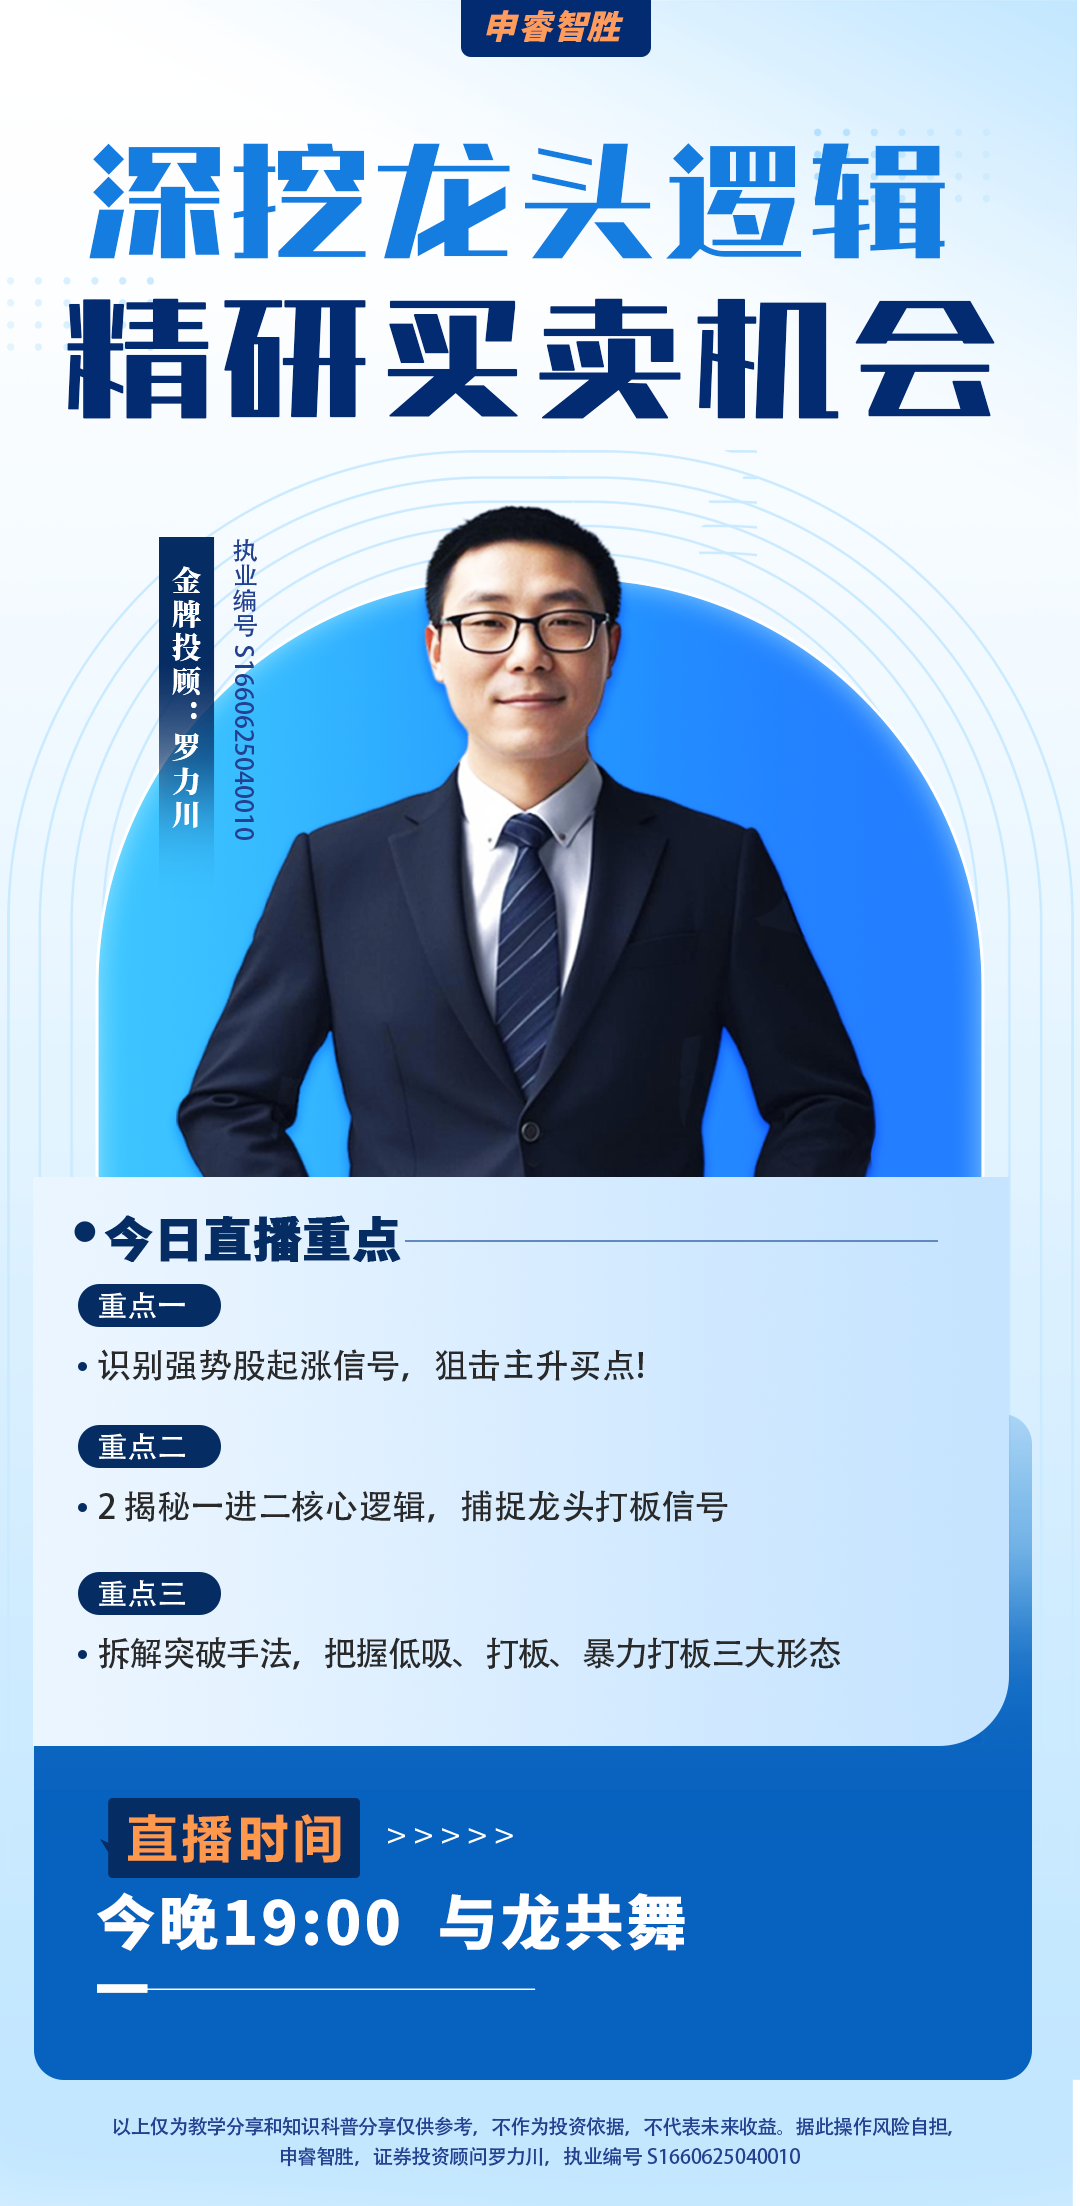 申睿智胜
深挖龙头逻辑
精研买卖机会
金牌投顾：罗力川
执业编号 S1660625040010
今日直播重点
重点一
• 识别强势股起涨信号，狙击主升买点!
重点二
• 2 揭秘一进二核心逻辑，捕捉龙头打板信号
重点三
• 拆解突破手法，把握低吸、打板、暴力打板三大形态
直播时间 >>>>>
今晚19:00 与龙共舞
以上仅为教学分享和知识科普分享仅供参考，不作为投资依据，不代表未来收益。据此操作风险自担，
申睿智胜，证券投资顾问罗力川，执业编号 S1660625040010